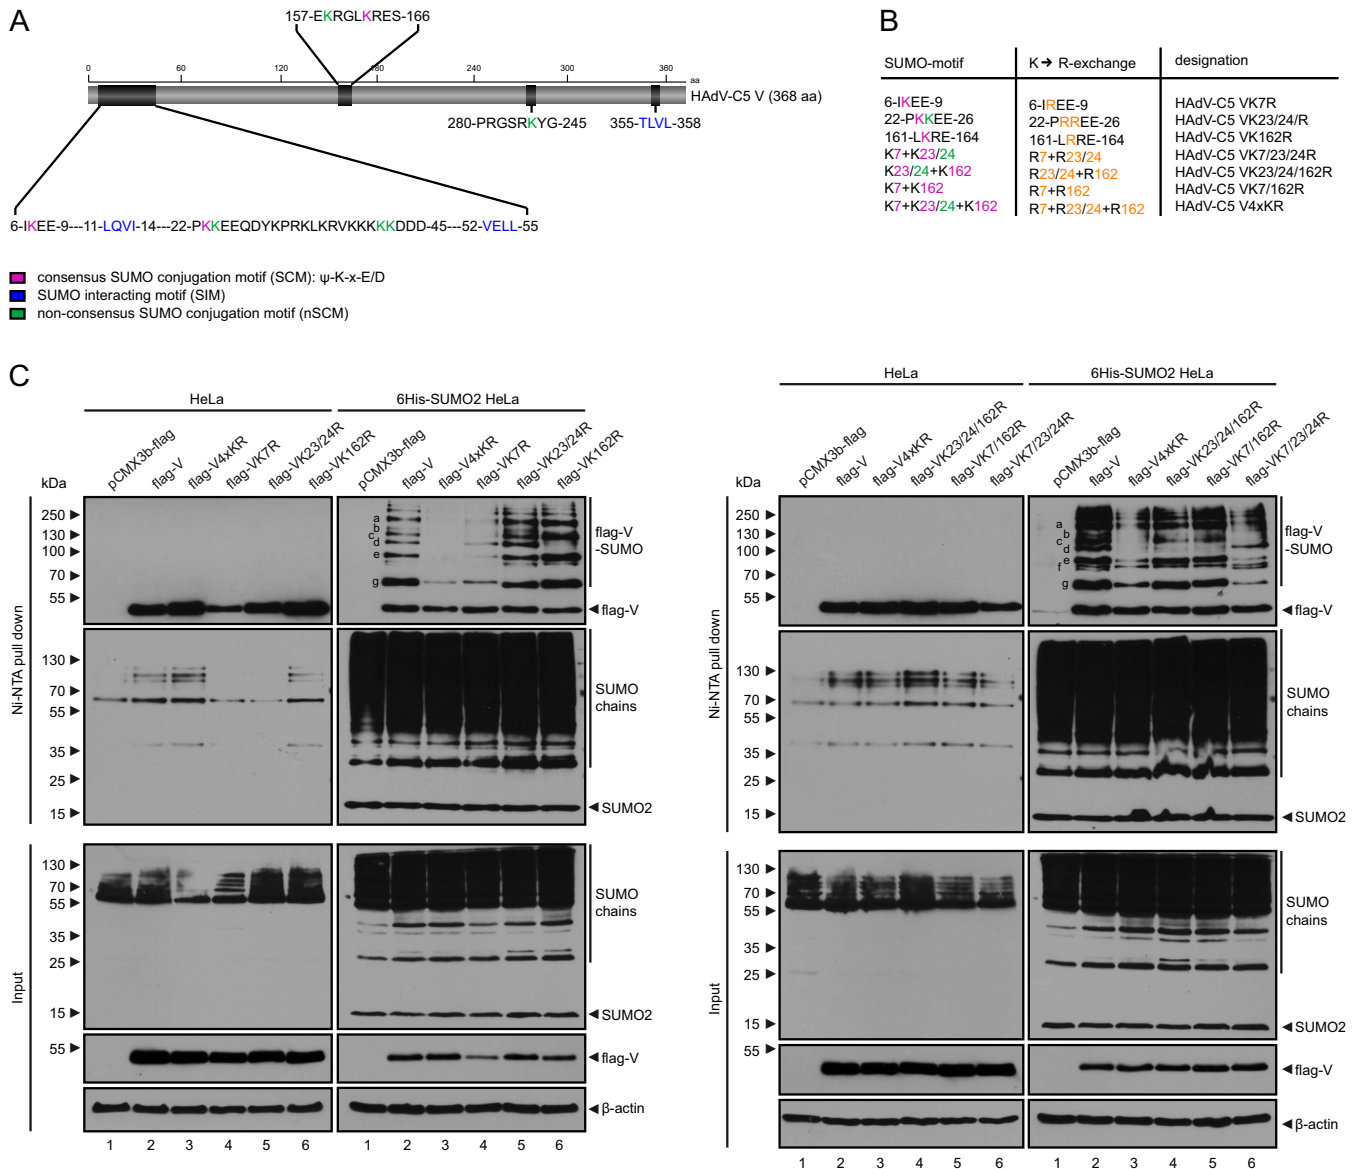 A
157-EKRGLKRES-166
0 60 120 180 240 300 360 aa
HAdV-C5 V (368 aa)
280-PRGSRKYG-245 355-TLVL-358
6-IKEE-9---11-LQVI-14---22-PKKEEQDYKPRKLKRVKKKKKKDDD-45---52-VELL-55
consensus SUMO conjugation motif (SCM): ψ-K-x-E/D
SUMO interacting motif (SIM)
non-consensus SUMO conjugation motif (nSCM)
B
SUMO-motif K➔R-exchange designation
6-IKEE-9 6-IREE-9 HAdV-C5 VK7R
22-PKKEE-26 22-PRREE-26 HAdV-C5 VK23/24/R
161-LKRE-164 161-LRRE-164 HAdV-C5 VK162R
K7+K23/24 R7+R23/24 HAdV-C5 VK7/23/24R
K23/24+K162 R23/24+R162 HAdV-C5 VK23/24/162R
K7+K162 R7+R162 HAdV-C5 VK7/162R
K7+K23/24+K162 R7+R23/24+R162 HAdV-C5 V4xKR
C
HeLa 6His-SUMO2 HeLa
pCMX3b-flag flag-V flag-V4xKR flag-VK7R flag-VK23/24R flag-VK162R pCMX3b-flag flag-V flag-V4xKR flag-VK7R flag-VK23/24R flag-VK162R
kDa
Ni-NTA pull down
250
130
100
70
55
a
b
c
d
e
g
flag-V
-SUMO
flag-V
130
70
55
35
25
15
SUMO
chains
SUMO2
Input
130
70
55
35
25
15
SUMO
chains
SUMO2
55
flag-V
β-actin
1 2 3 4 5 6 1 2 3 4 5 6
HeLa 6His-SUMO2 HeLa
pCMX3b-flag flag-V flag-V4xKR flag-VK23/24/162R flag-VK7/162R flag-VK7/23/24R pCMX3b-flag flag-V flag-V4xKR flag-VK23/24/162R flag-VK7/162R flag-VK7/23/24R
kDa
Ni-NTA pull down
250
130
100
70
55
a
b
c
d
e
f
g
flag-V
-SUMO
flag-V
130
70
55
35
25
15
SUMO
chains
SUMO2
Input
130
70
55
35
25
15
SUMO
chains
SUMO2
55
flag-V
β-actin
1 2 3 4 5 6 1 2 3 4 5 6